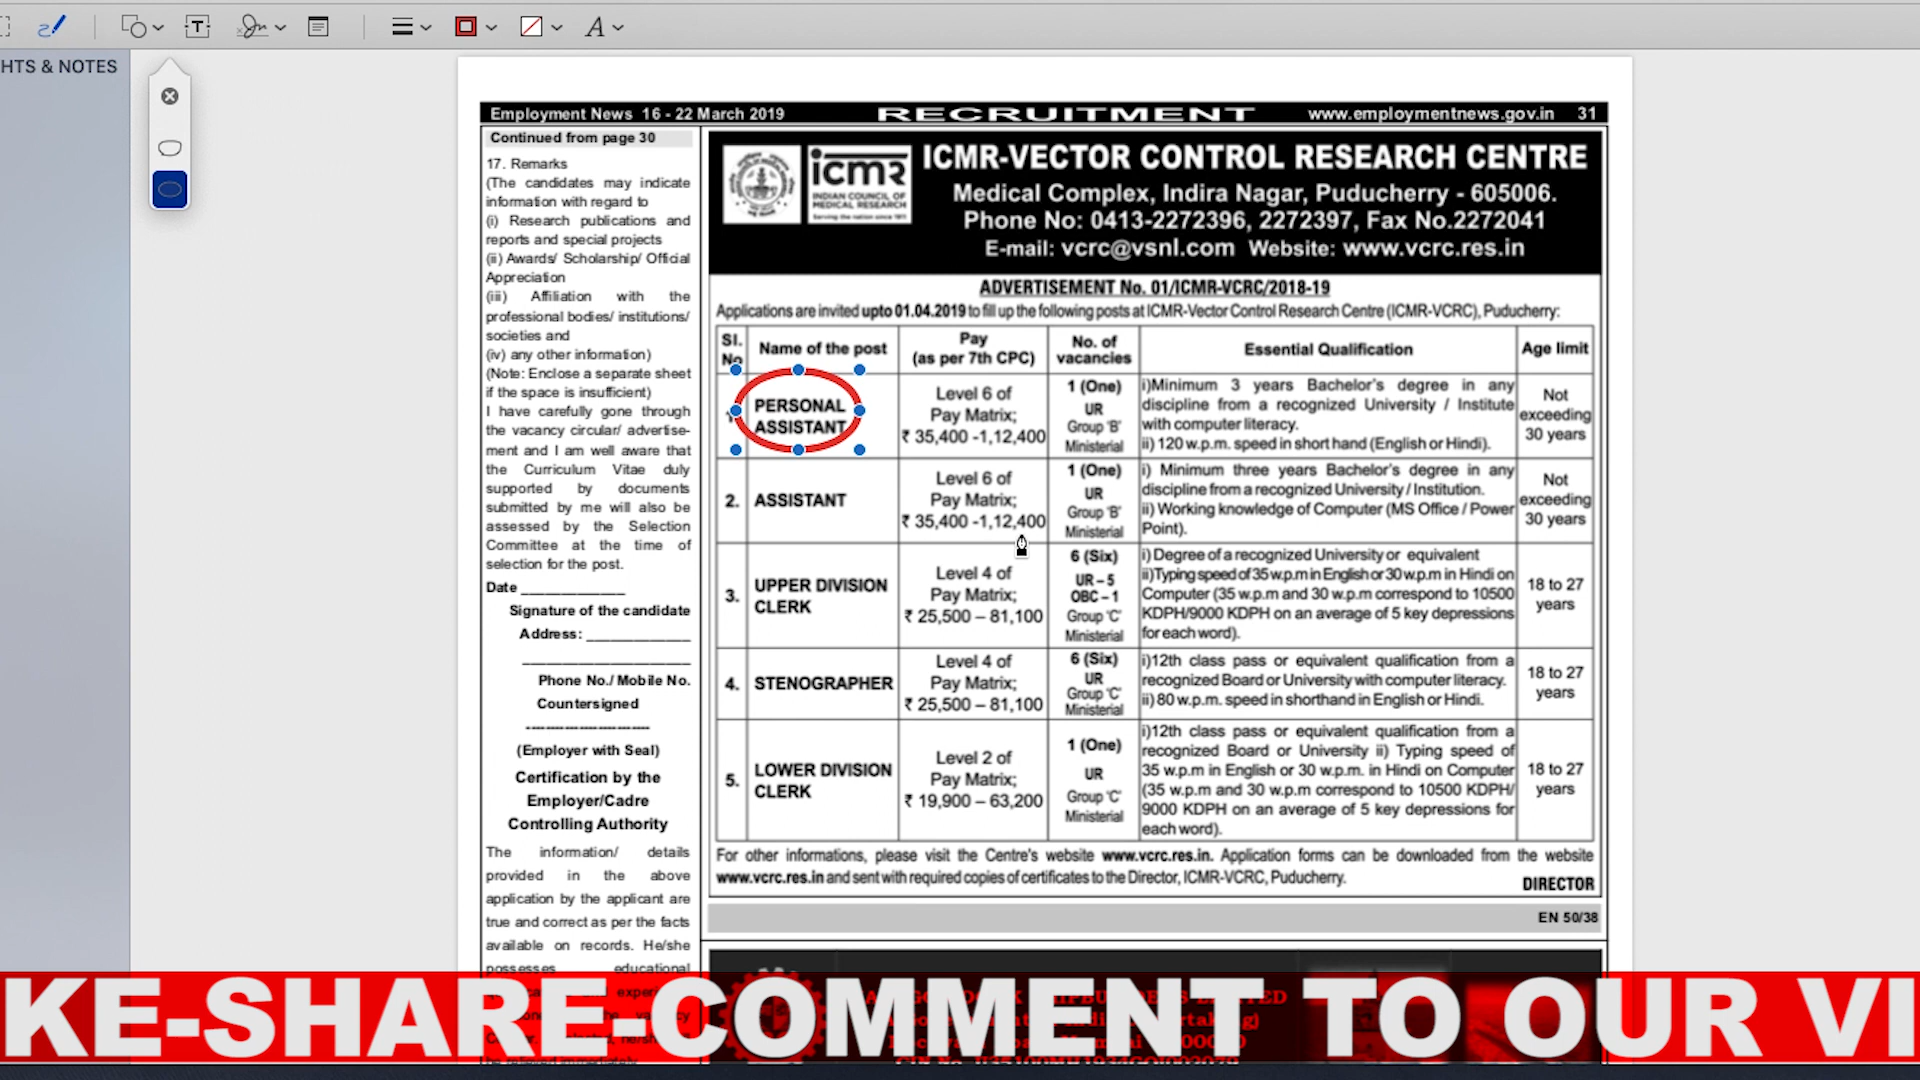 HTS & NOTES
Employment News 16 - 22 March 2019
RECRUITMENT
www.employmentnews.gov.in 31
Continued from page 30
17. Remarks
(The candidates may indicate
information with regard to
(i) Research publications and
reports and special projects
(ii) Awards/ Scholarship/ Official
Appreciation
(iii) Affiliation with the
professional bodies/ institutions/
societies and
(iv) any other information)
(Note: Enclose a separate sheet
if the space is insufficient)
I have carefully gone through
the vacancy circular/ advertise-
ment and I am well aware that
the Curriculum Vitae duly
supported by documents
submitted by me will also be
assessed by the Selection
Committee at the time of
selection for the post.
Date _____________
Signature of the candidate
Address: _____________
_____________________
Phone No./ Mobile No.
Countersigned
-------------------------
(Employer with Seal)
Certification by the
Employer/Cadre
Controlling Authority
The information/ details
provided in the above
application by the applicant are
true and correct as per the facts
available on records. He/she
possesses educational
icmr
INDIAN COUNCIL OF
MEDICAL RESEARCH
Serving the nation since 1911
ICMR-VECTOR CONTROL RESEARCH CENTRE
Medical Complex, Indira Nagar, Puducherry - 605006.
Phone No: 0413-2272396, 2272397, Fax No.2272041
E-mail: vcrc@vsnl.com Website: www.vcrc.res.in
ADVERTISEMENT No. 01/ICMR-VCRC/2018-19
Applications are invited upto 01.04.2019 to fill up the following posts at ICMR-Vector Control Research Centre (ICMR-VCRC), Puducherry:
Sl.
No
Name of the post
Pay
(as per 7th CPC)
No. of
vacancies
Essential Qualification
Age limit
PERSONAL
ASSISTANT
Level 6 of
Pay Matrix;
₹ 35,400 -1,12,400
1 (One)
UR
Group 'B'
Ministerial
i)Minimum 3 years Bachelor's degree in any
discipline from a recognized University / Institute
with computer literacy.
ii) 120 w.p.m. speed in short hand (English or Hindi).
Not
exceeding
30 years
2.
ASSISTANT
Level 6 of
Pay Matrix;
₹ 35,400 -1,12,400
1 (One)
UR
Group 'B'
Ministerial
i) Minimum three years Bachelor's degree in any
discipline from a recognized University / Institution.
ii) Working knowledge of Computer (MS Office / Power
Point).
Not
exceeding
30 years
3.
UPPER DIVISION
CLERK
Level 4 of
Pay Matrix;
₹ 25,500 – 81,100
6 (Six)
UR – 5
OBC – 1
Group 'C'
Ministerial
i) Degree of a recognized University or equivalent
ii)Typing speed of 35 w.p.m in English or 30 w.p.m in Hindi on
Computer (35 w.p.m and 30 w.p.m correspond to 10500
KDPH/9000 KDPH on an average of 5 key depressions
for each word).
18 to 27
years
4.
STENOGRAPHER
Level 4 of
Pay Matrix;
₹ 25,500 – 81,100
6 (Six)
UR
Group 'C'
Ministerial
i)12th class pass or equivalent qualification from a
recognized Board or University with computer literacy.
ii) 80 w.p.m. speed in shorthand in English or Hindi.
18 to 27
years
5.
LOWER DIVISION
CLERK
Level 2 of
Pay Matrix;
₹ 19,900 – 63,200
1 (One)
UR
Group 'C'
Ministerial
i)12th class pass or equivalent qualification from a
recognized Board or University ii) Typing speed of
35 w.p.m in English or 30 w.p.m. in Hindi on Computer
(35 w.p.m and 30 w.p.m correspond to 10500 KDPH/
9000 KDPH on an average of 5 key depressions for
each word).
18 to 27
years
For other informations, please visit the Centre's website www.vcrc.res.in. Application forms can be downloaded from the website
www.vcrc.res.in and sent with required copies of certificates to the Director, ICMR-VCRC, Puducherry.
DIRECTOR
EN 50/38
KE-SHARE-COMMENT TO OUR VI